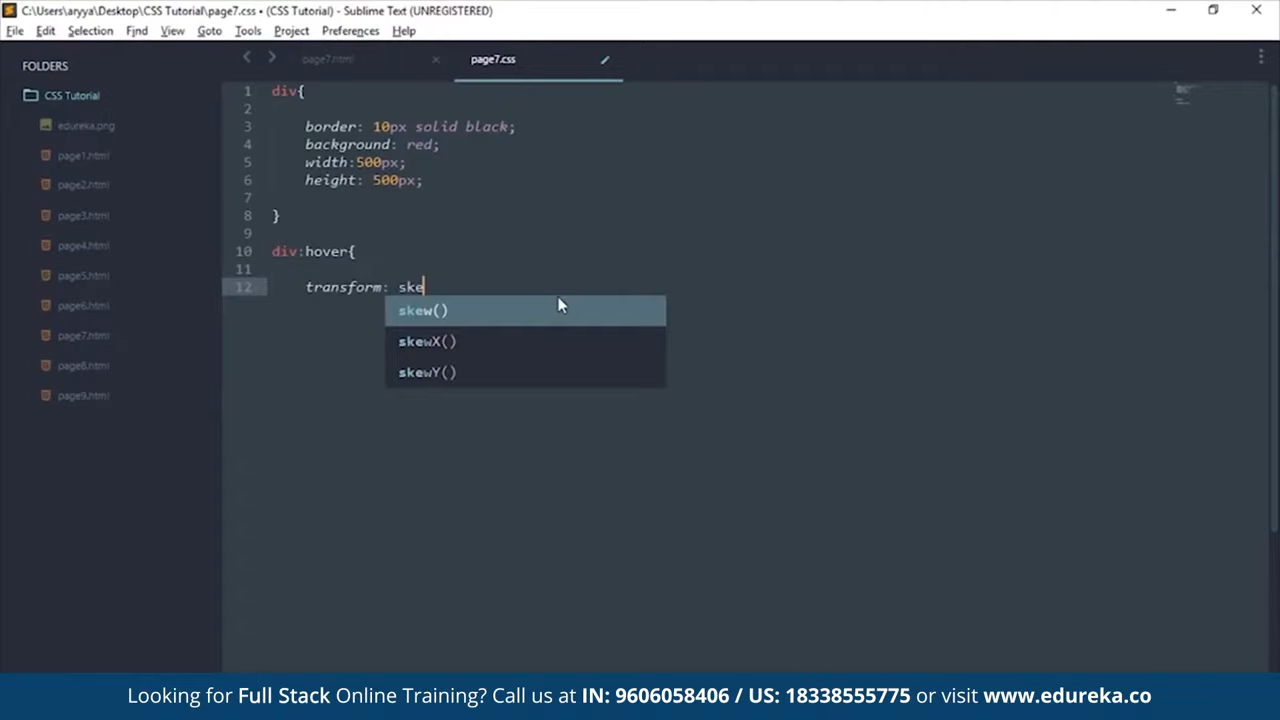 C:\Users\aryya\Desktop\CSS Tutorial\page7.css • (CSS Tutorial) - Sublime Text (UNREGISTERED)
File Edit Selection Find View Goto Tools Project Preferences Help
FOLDERS
CSS Tutorial
edureka.png
page1.html
page2.html
page3.html
page4.html
page5.html
page6.html
page7.html
page8.html
page9.html
page7.html page7.css
1 div{
2
3 border: 10px solid black;
4 background: red;
5 width:500px;
6 height: 500px;
7
8 }
9
10 div:hover{
11
12 transform: ske
skew()
skewX()
skewY()
Looking for Full Stack Online Training? Call us at IN: 9606058406 / US: 18338555775 or visit www.edureka.co